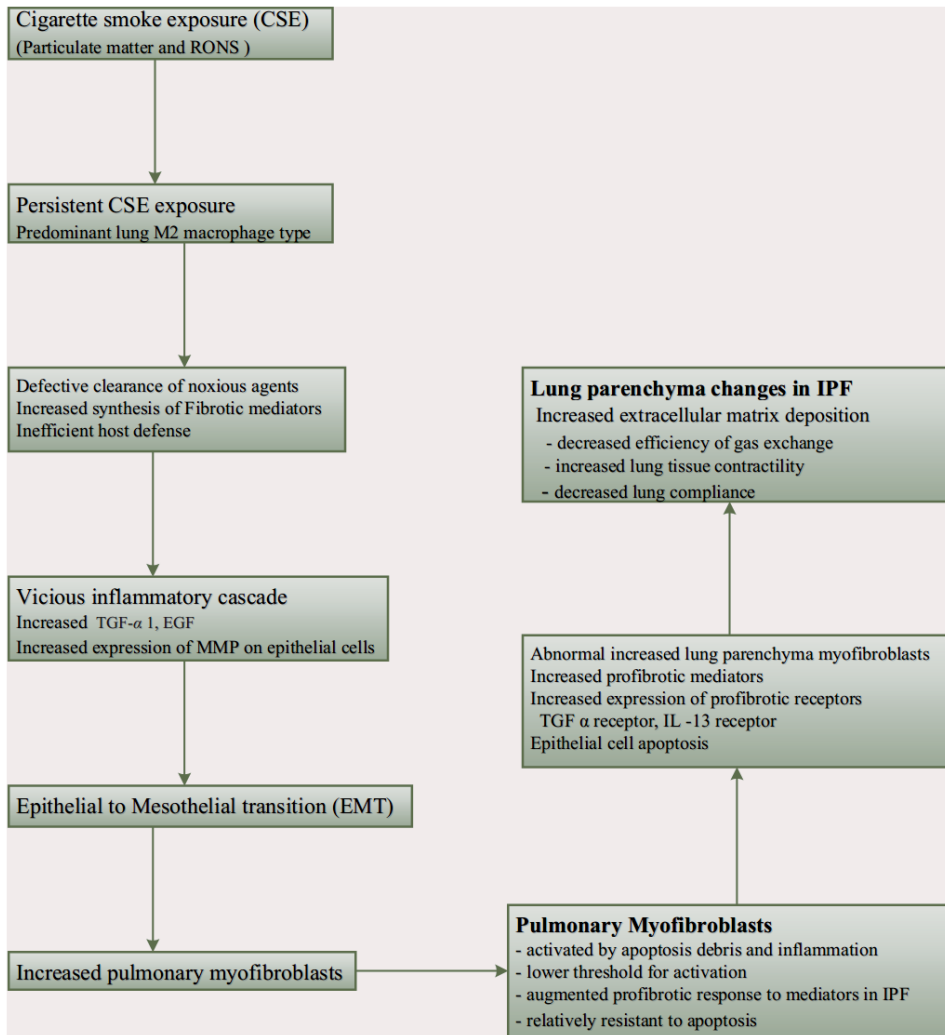 Cigarette smoke exposure (CSE)
(Particulate matter and RONS )
Persistent CSE exposure
Predominant lung M2 macrophage type
Defective clearance of noxious agents
Increased synthesis of Fibrotic mediators
Inefficient host defense
Vicious inflammatory cascade
Increased TGF-α 1, EGF
Increased expression of MMP on epithelial cells
Epithelial to Mesothelial transition (EMT)
Increased pulmonary myofibroblasts
Pulmonary Myofibroblasts
- activated by apoptosis debris and inflammation
- lower threshold for activation
- augmented profibrotic response to mediators in IPF
- relatively resistant to apoptosis
Abnormal increased lung parenchyma myofibroblasts
Increased profibrotic mediators
Increased expression of profibrotic receptors
TGF α receptor, IL -13 receptor
Epithelial cell apoptosis
Lung parenchyma changes in IPF
Increased extracellular matrix deposition
- decreased efficiency of gas exchange
- increased lung tissue contractility
- decreased lung compliance